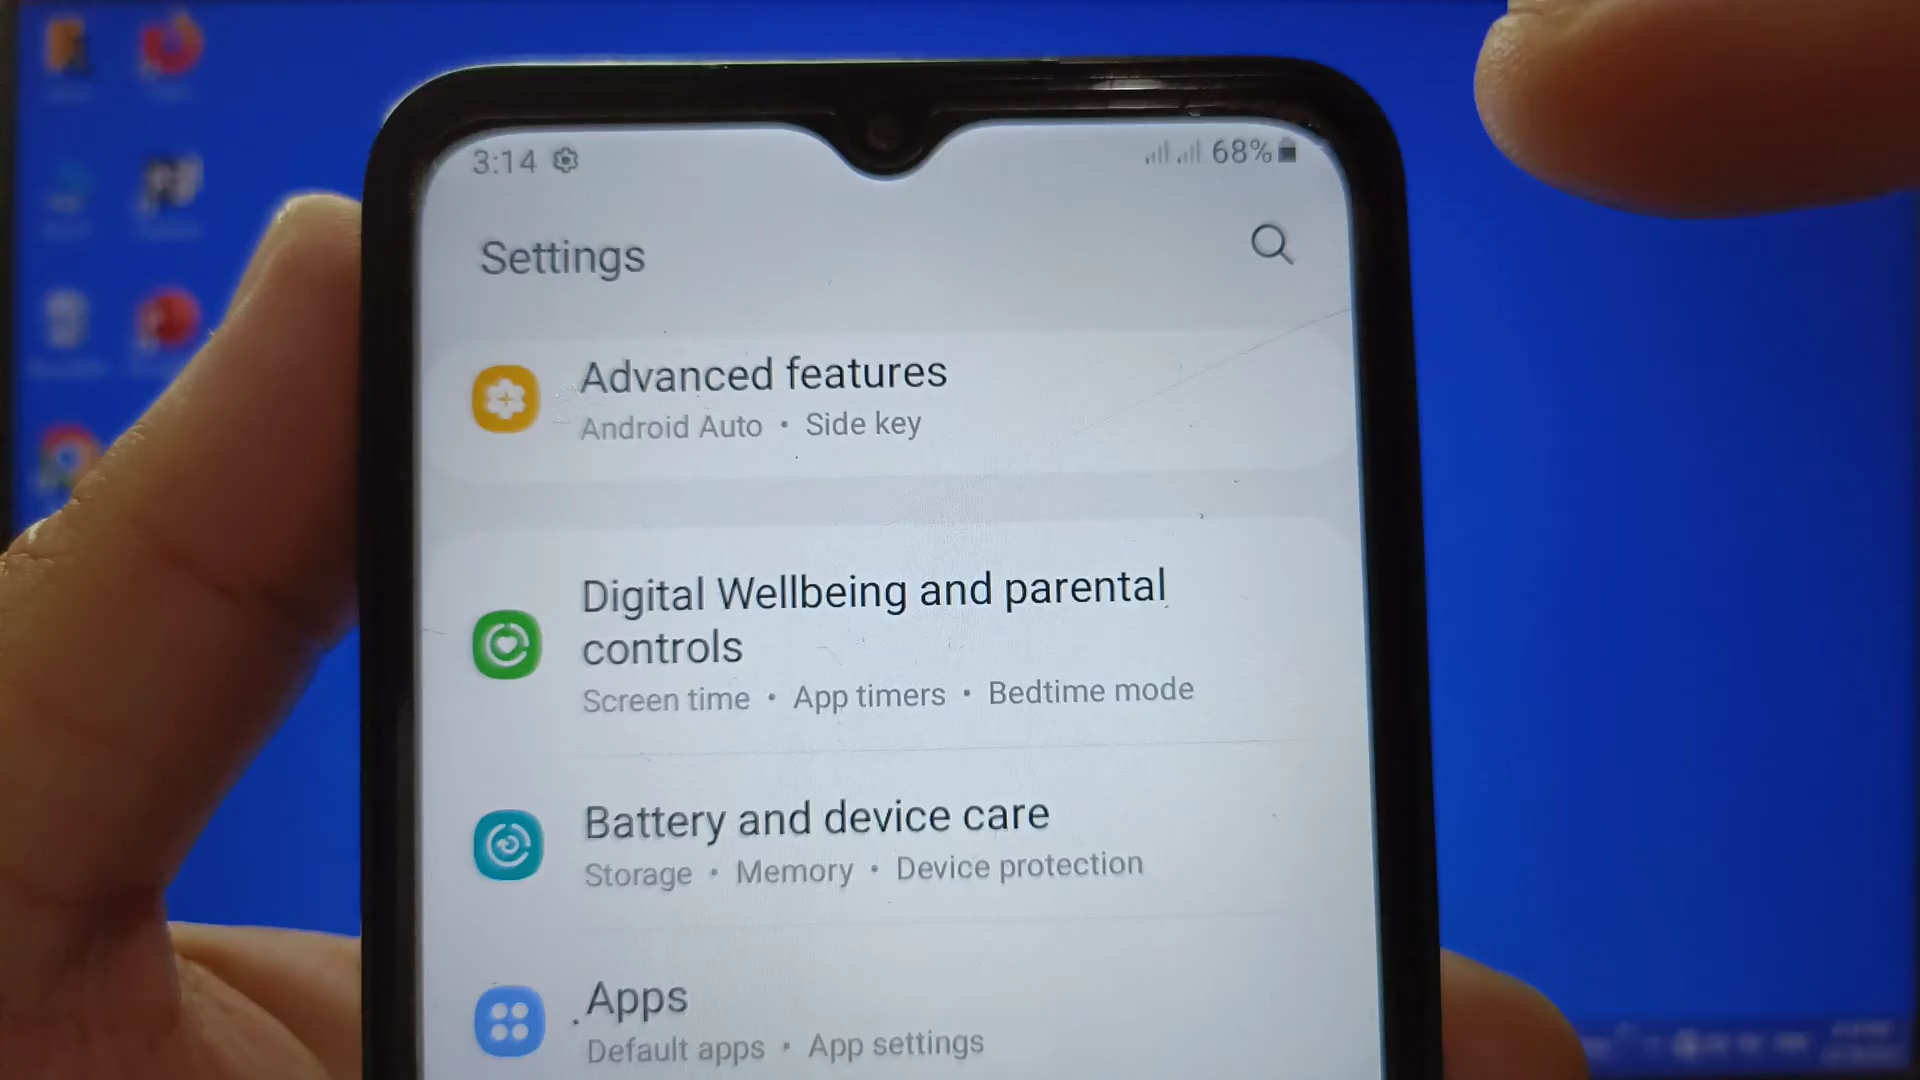 3:14 68%
Settings
Advanced features
Android Auto • Side key
Digital Wellbeing and parental
controls
Screen time • App timers • Bedtime mode
Battery and device care
Storage • Memory • Device protection
Apps
Default apps • App settings